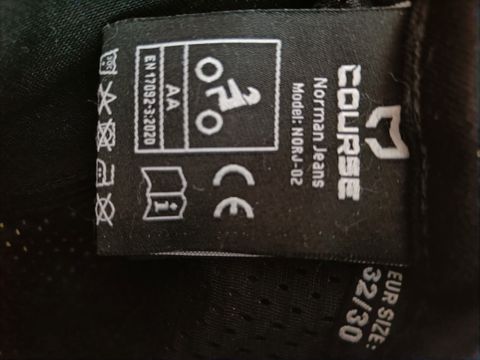 COURSE
Norman Jeans
Model: NORJ-02
AA
EN 17092-3:2020
CE
i
EUR SIZE:
32/30